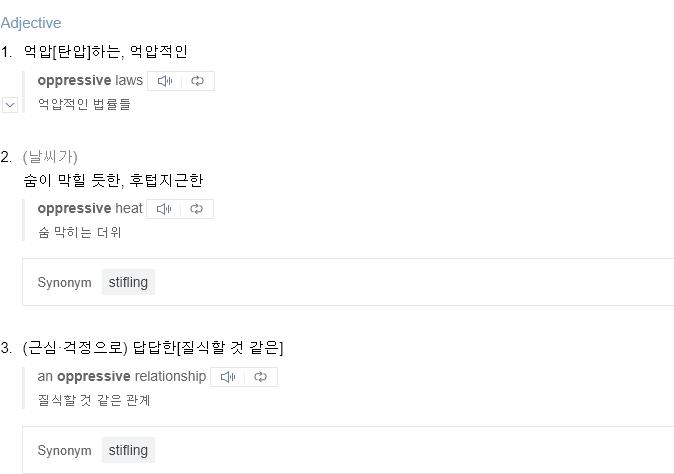 Adjective
1. 억압[탄압]하는, 억압적인
oppressive laws
억압적인 법률들
2. (날씨가)
숨이 막힐 듯한, 후텁지근한
oppressive heat
숨 막히는 더위
Synonym stifling
3. (근심·걱정으로) 답답한[질식할 것 같은]
an oppressive relationship
질식할 것 같은 관계
Synonym stifling